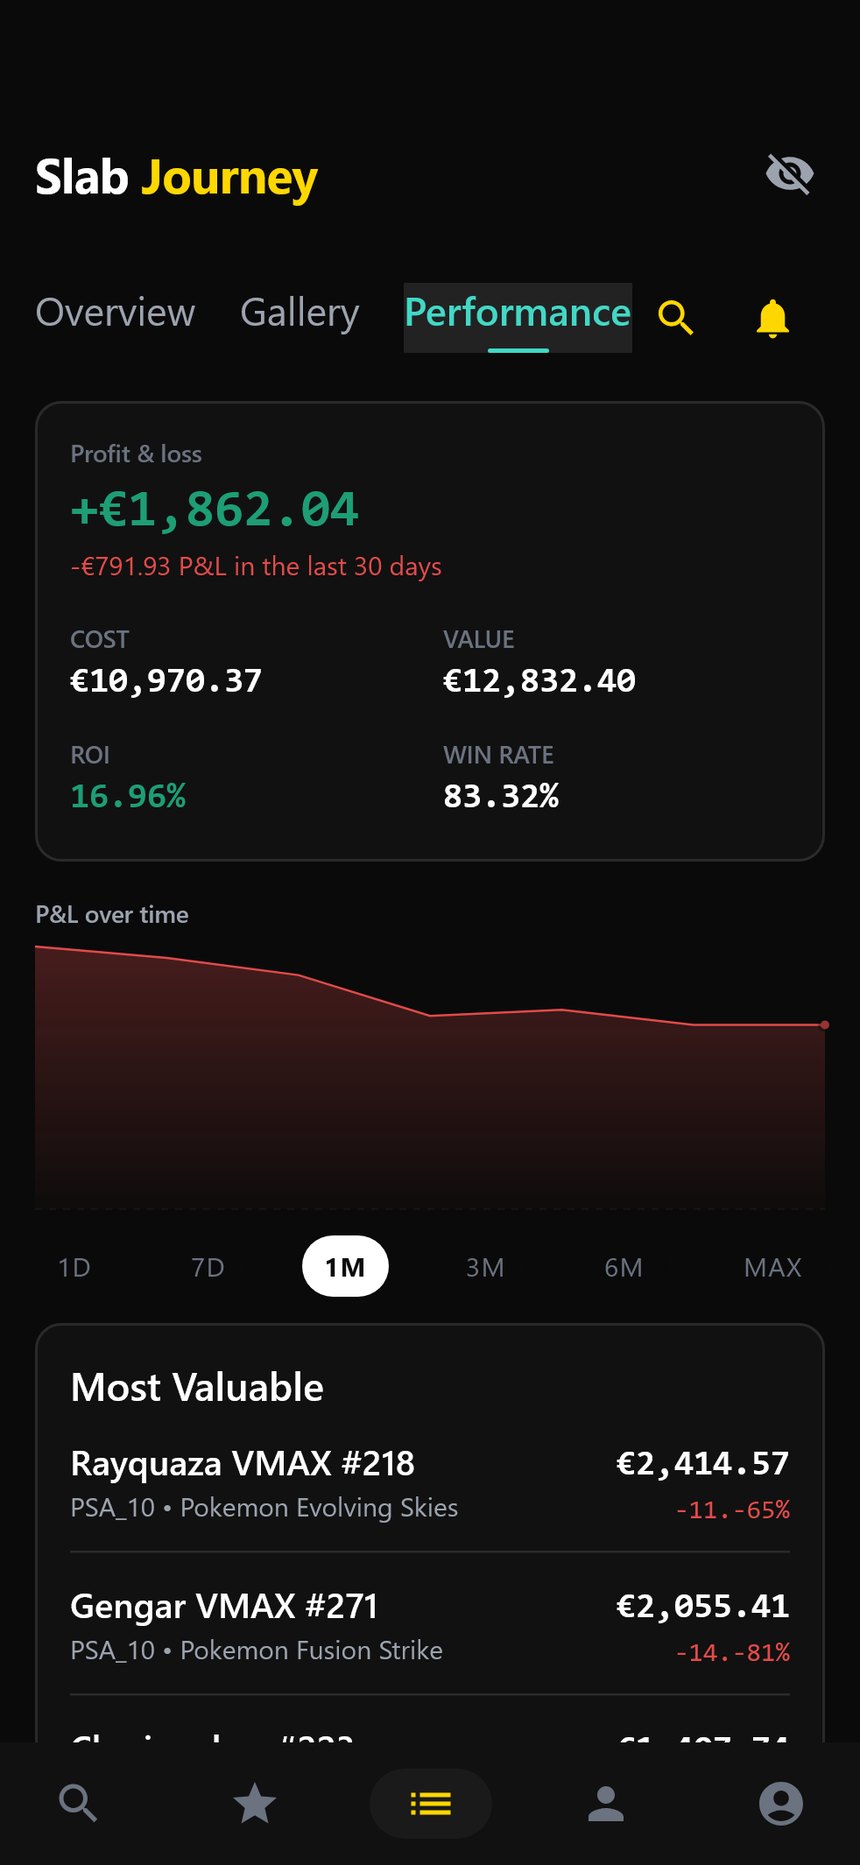 Slab Journey
Overview Gallery Performance
Profit & loss
+€1,862.04
-€791.93 P&L in the last 30 days
COST VALUE
€10,970.37 €12,832.40
ROI WIN RATE
16.96% 83.32%
P&L over time
1D 7D 1M 3M 6M MAX
Most Valuable
Rayquaza VMAX #218 €2,414.57
PSA_10 • Pokemon Evolving Skies -11.-65%
Gengar VMAX #271 €2,055.41
PSA_10 • Pokemon Fusion Strike -14.-81%